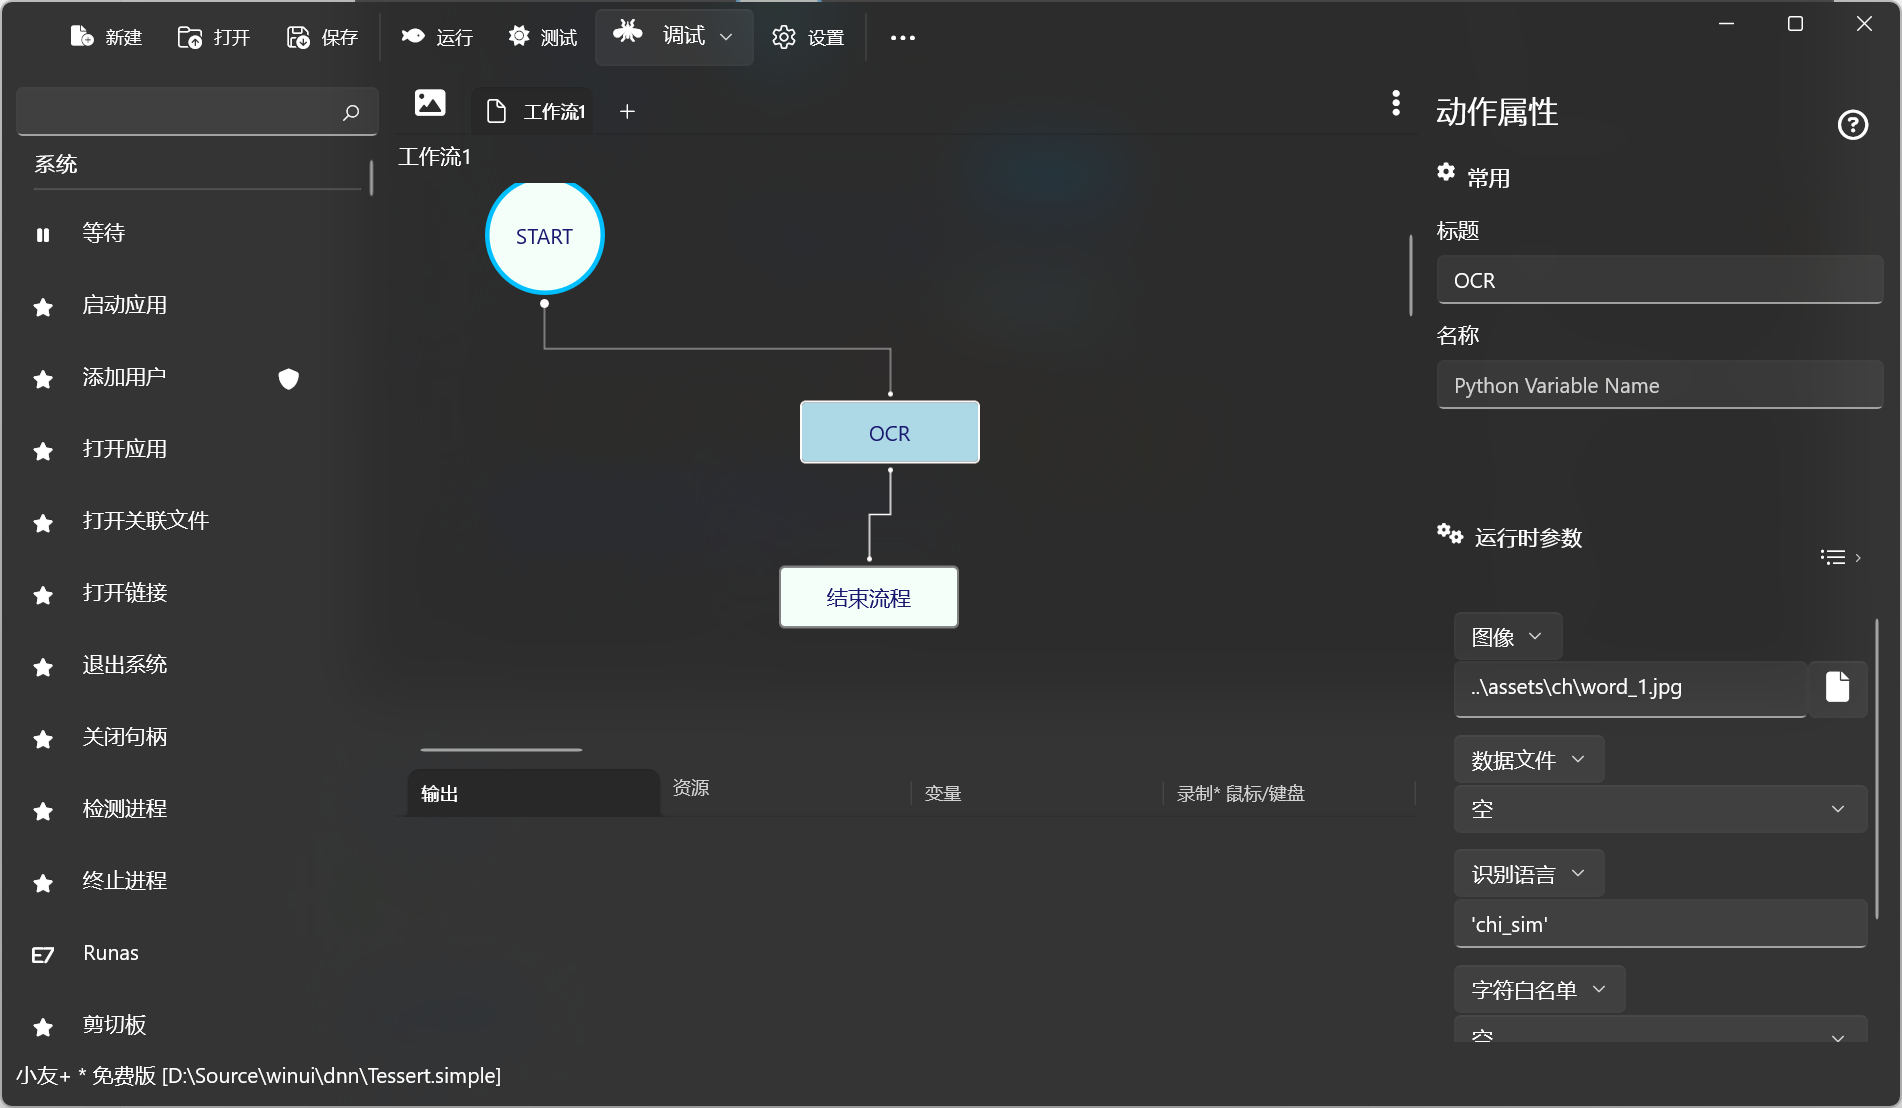 新建
打开
保存
运行
测试
调试
设置
工作流1
系统
等待
启动应用
添加用户
打开应用
打开关联文件
打开链接
退出系统
关闭句柄
检测进程
终止进程
Runas
剪切板
工作流1
START
OCR
结束流程
输出
资源
变量
录制* 鼠标/键盘
动作属性
常用
标题
OCR
名称
Python Variable Name
运行时参数
图像
..\assets\ch\word_1.jpg
数据文件
空
识别语言
'chi_sim'
字符白名单
空
小友+ * 免费版 [D:\Source\winui\dnn\Tessert.simple]